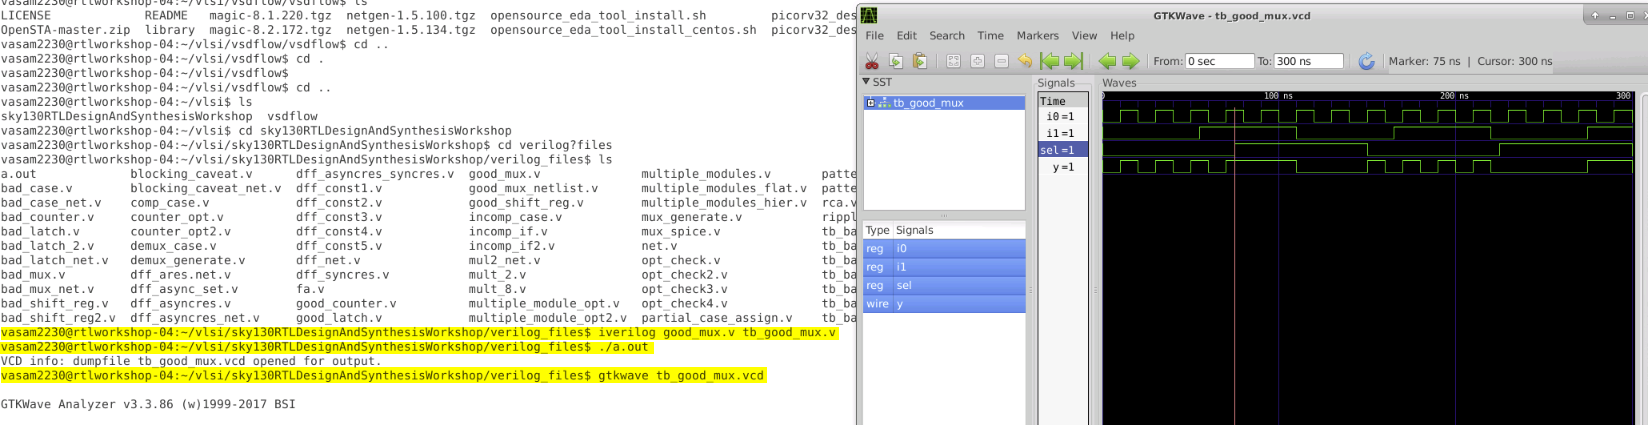 vasam2230@rtlworkshop-04:~/vlsi/vsdflow/vsdflow$ ls
LICENSE README magic-8.1.220.tgz netgen-1.5.100.tgz opensource_eda_tool_install.sh picorv32_des
OpenSTA-master.zip library magic-8.2.172.tgz netgen-1.5.134.tgz opensource_eda_tool_install_centos.sh picorv32_des
vasam2230@rtlworkshop-04:~/vlsi/vsdflow/vsdflow$ cd ..
vasam2230@rtlworkshop-04:~/vlsi/vsdflow$ cd .
vasam2230@rtlworkshop-04:~/vlsi/vsdflow$
vasam2230@rtlworkshop-04:~/vlsi/vsdflow$ cd ..
vasam2230@rtlworkshop-04:~/vlsi$ ls
sky130RTLDesignAndSynthesisWorkshop vsdflow
vasam2230@rtlworkshop-04:~/vlsi$ cd sky130RTLDesignAndSynthesisWorkshop
vasam2230@rtlworkshop-04:~/vlsi/sky130RTLDesignAndSynthesisWorkshop$ cd verilog?files
vasam2230@rtlworkshop-04:~/vlsi/sky130RTLDesignAndSynthesisWorkshop/verilog_files$ ls
a.out blocking_caveat.v dff_asyncres_syncres.v good_mux.v multiple_modules.v patte
bad_case.v blocking_caveat_net.v dff_const1.v good_mux_netlist.v multiple_modules_flat.v patte
bad_case_net.v comp_case.v dff_const2.v good_shift_reg.v multiple_modules_hier.v rca.v
bad_counter.v counter_opt.v dff_const3.v incomp_case.v mux_generate.v rippl
bad_latch.v counter_opt2.v dff_const4.v incomp_if.v mux_spice.v tb_ba
bad_latch_2.v demux_case.v dff_const5.v incomp_if2.v net.v tb_ba
bad_latch_net.v demux_generate.v dff_net.v mul2_net.v opt_check.v tb_ba
bad_mux.v dff_ares.net.v dff_syncres.v mult_2.v opt_check2.v tb_ba
bad_mux_net.v dff_async_set.v fa.v mult_8.v opt_check3.v tb_ba
bad_shift_reg.v dff_asyncres.v good_counter.v multiple_module_opt.v opt_check4.v tb_ba
bad_shift_reg2.v dff_asyncres_net.v good_latch.v multiple_module_opt2.v partial_case_assign.v tb_ba
vasam2230@rtlworkshop-04:~/vlsi/sky130RTLDesignAndSynthesisWorkshop/verilog_files$ iverilog good_mux.v tb_good_mux.v
vasam2230@rtlworkshop-04:~/vlsi/sky130RTLDesignAndSynthesisWorkshop/verilog_files$ ./a.out
VCD info: dumpfile tb_good_mux.vcd opened for output.
vasam2230@rtlworkshop-04:~/vlsi/sky130RTLDesignAndSynthesisWorkshop/verilog_files$ gtkwave tb_good_mux.vcd
GTKWave Analyzer v3.3.86 (w)1999-2017 BSI
GTKWave - tb_good_mux.vcd
File Edit Search Time Markers View Help
From: 0 sec To: 300 ns Marker: 75 ns | Cursor: 300 ns
SST
tb_good_mux
Type Signals
reg i0
reg i1
reg sel
wire y
Signals
Time
i0=1
i1=1
sel=1
y=1
Waves
0 100 ns 200 ns 300